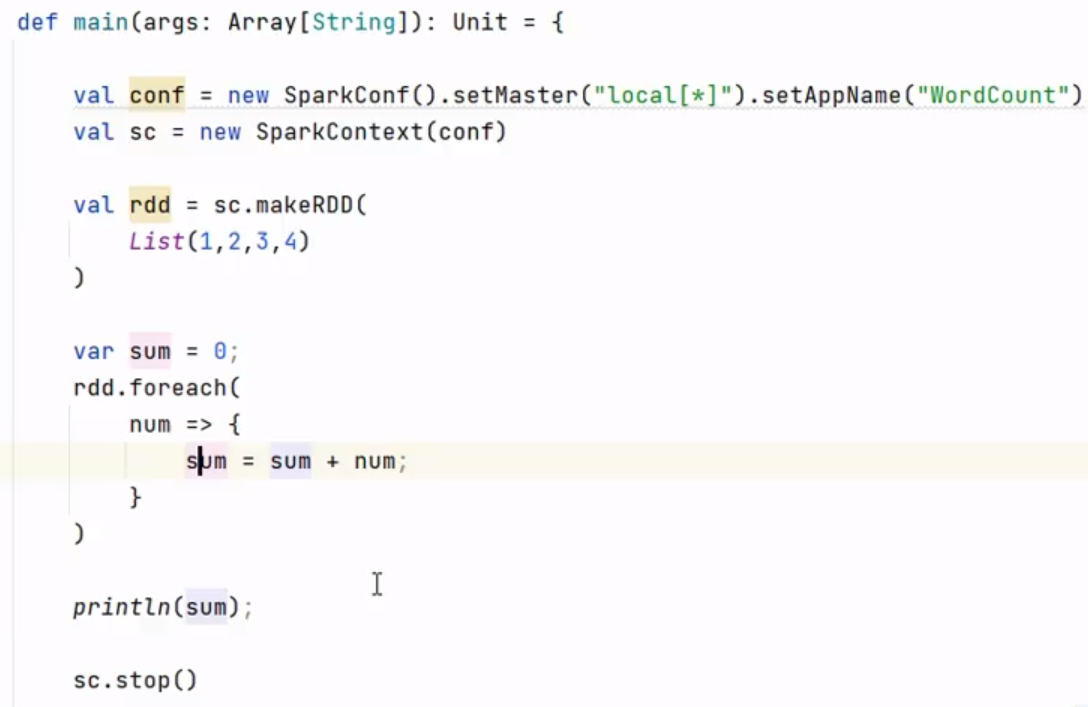 def main(args: Array[String]): Unit = {
val conf = new SparkConf().setMaster("local[*]").setAppName("WordCount")
val sc = new SparkContext(conf)
val rdd = sc.makeRDD(
List(1,2,3,4)
)
var sum = 0;
rdd.foreach(
num => {
sum = sum + num;
}
)
println(sum);
sc.stop()